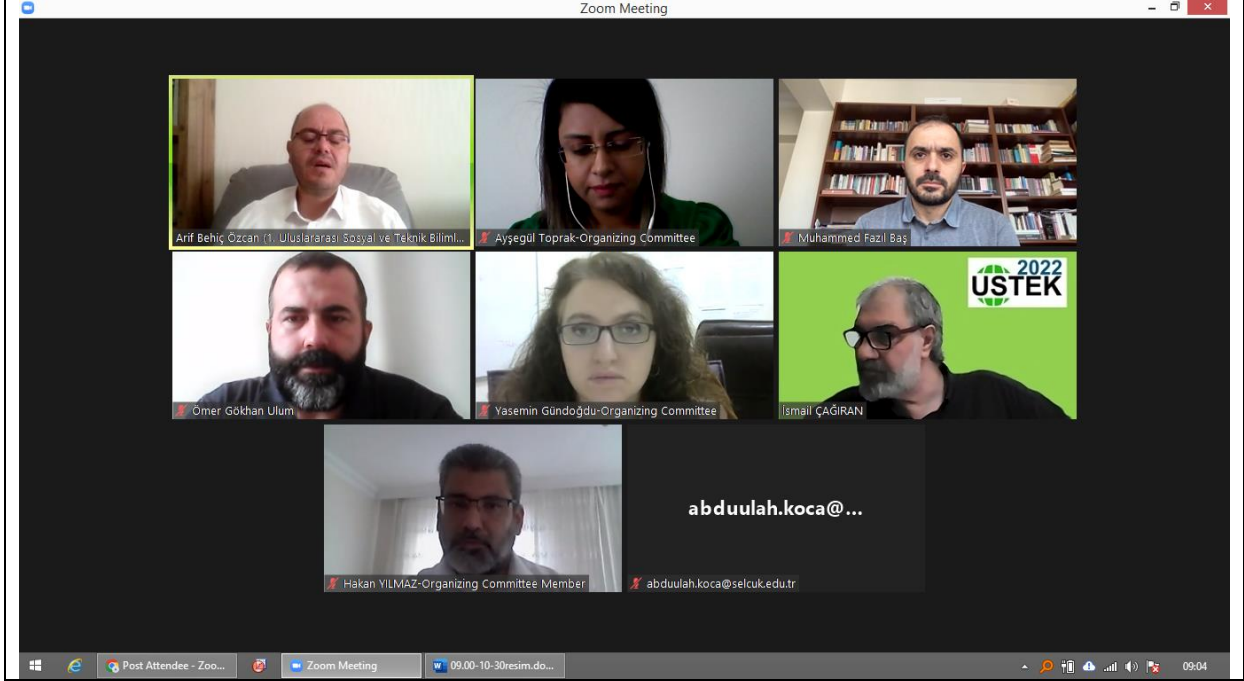 Zoom Meeting
Arif Behiç Özcan (1. Uluslararası Sosyal ve Teknik Biliml...
Ayşegül Toprak-Organizing Committee
Muhammed Fazıl Baş
2022
USTEK
Ömer Gökhan Ulum
Yasemin Gündoğdu-Organizing Committee
İsmail ÇAĞIRAN
abduulah.koca@...
Hakan YILMAZ-Organizing Committee Member
abduulah.koca@selcuk.edu.tr
Post Attendee - Zoo...
Zoom Meeting
09.00-10-30resim.do...
09:04